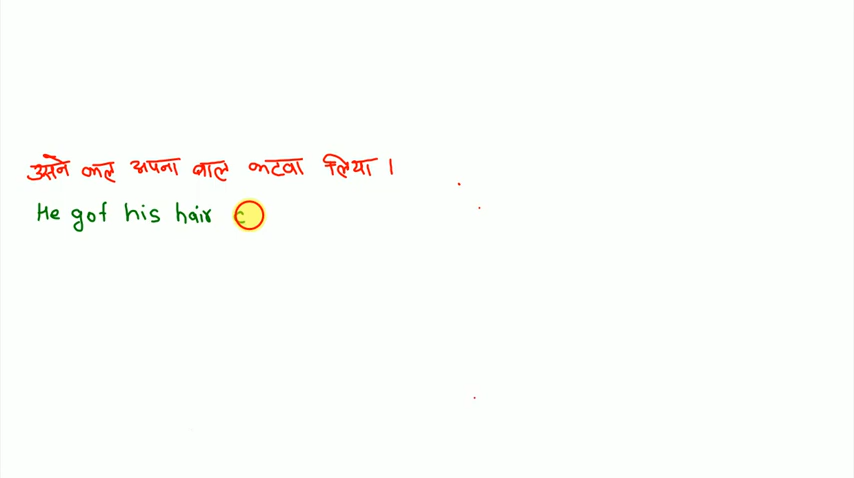 उसने कल अपना बाल कटवा लिया ।
He got his hair c